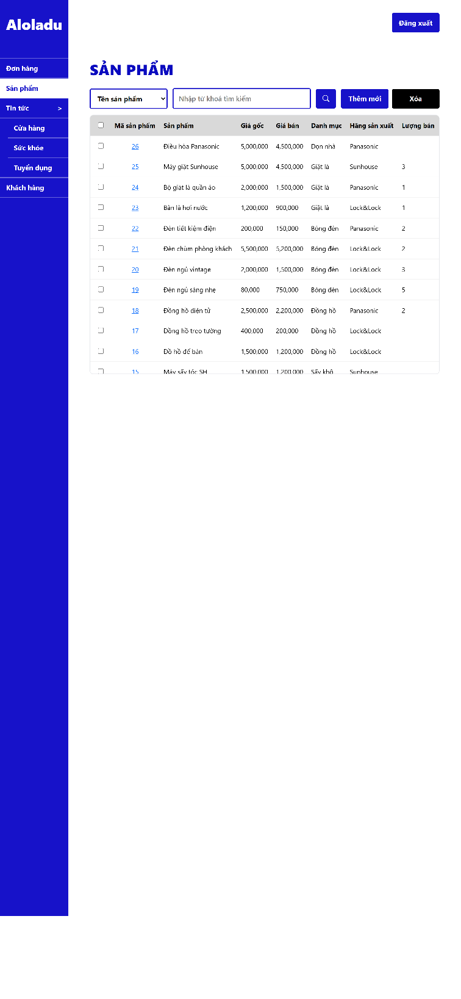 Aloladu
Đăng xuất
Đơn hàng
Sản phẩm
Tin tức >
Cửa hàng
Sức khỏe
Tuyển dụng
Khách hàng
SẢN PHẨM
Tên sản phẩm
Nhập từ khoá tìm kiếm
Thêm mới
Xóa
Mã sản phẩm Sản phẩm Giá gốc Giá bán Danh mục Hãng sản xuất Lượng bán
26 Điều hòa Panasonic 5,000,000 4,500,000 Dọn nhà Panasonic
25 Máy giặt Sunhouse 5,000,000 4,500,000 Giặt là Sunhouse 3
24 Bộ giặt là quần áo 2,000,000 1,500,000 Giặt là Panasonic 1
23 Bàn là hơi nước 1,200,000 900,000 Giặt là Lock&Lock 1
22 Đèn tiết kiệm điện 200,000 150,000 Bóng đèn Panasonic 2
21 Đèn chùm phòng khách 5,500,000 5,200,000 Bóng đèn Lock&Lock 2
20 Đèn ngủ vintage 2,000,000 1,500,000 Bóng đèn Lock&Lock 3
19 Đèn ngủ sáng nhẹ 80,000 750,000 Bóng đèn Lock&Lock 5
18 Đồng hồ điện tử 2,500,000 2,200,000 Đồng hồ Panasonic 2
17 Đồng hồ treo tường 400,000 200,000 Đồng hồ Lock&Lock
16 Đồ hồ để bàn 1,500,000 1,200,000 Đồng hồ Lock&Lock
15 Máy sấy tóc SH 1,500,000 1,200,000 Sấy khô Sunhouse